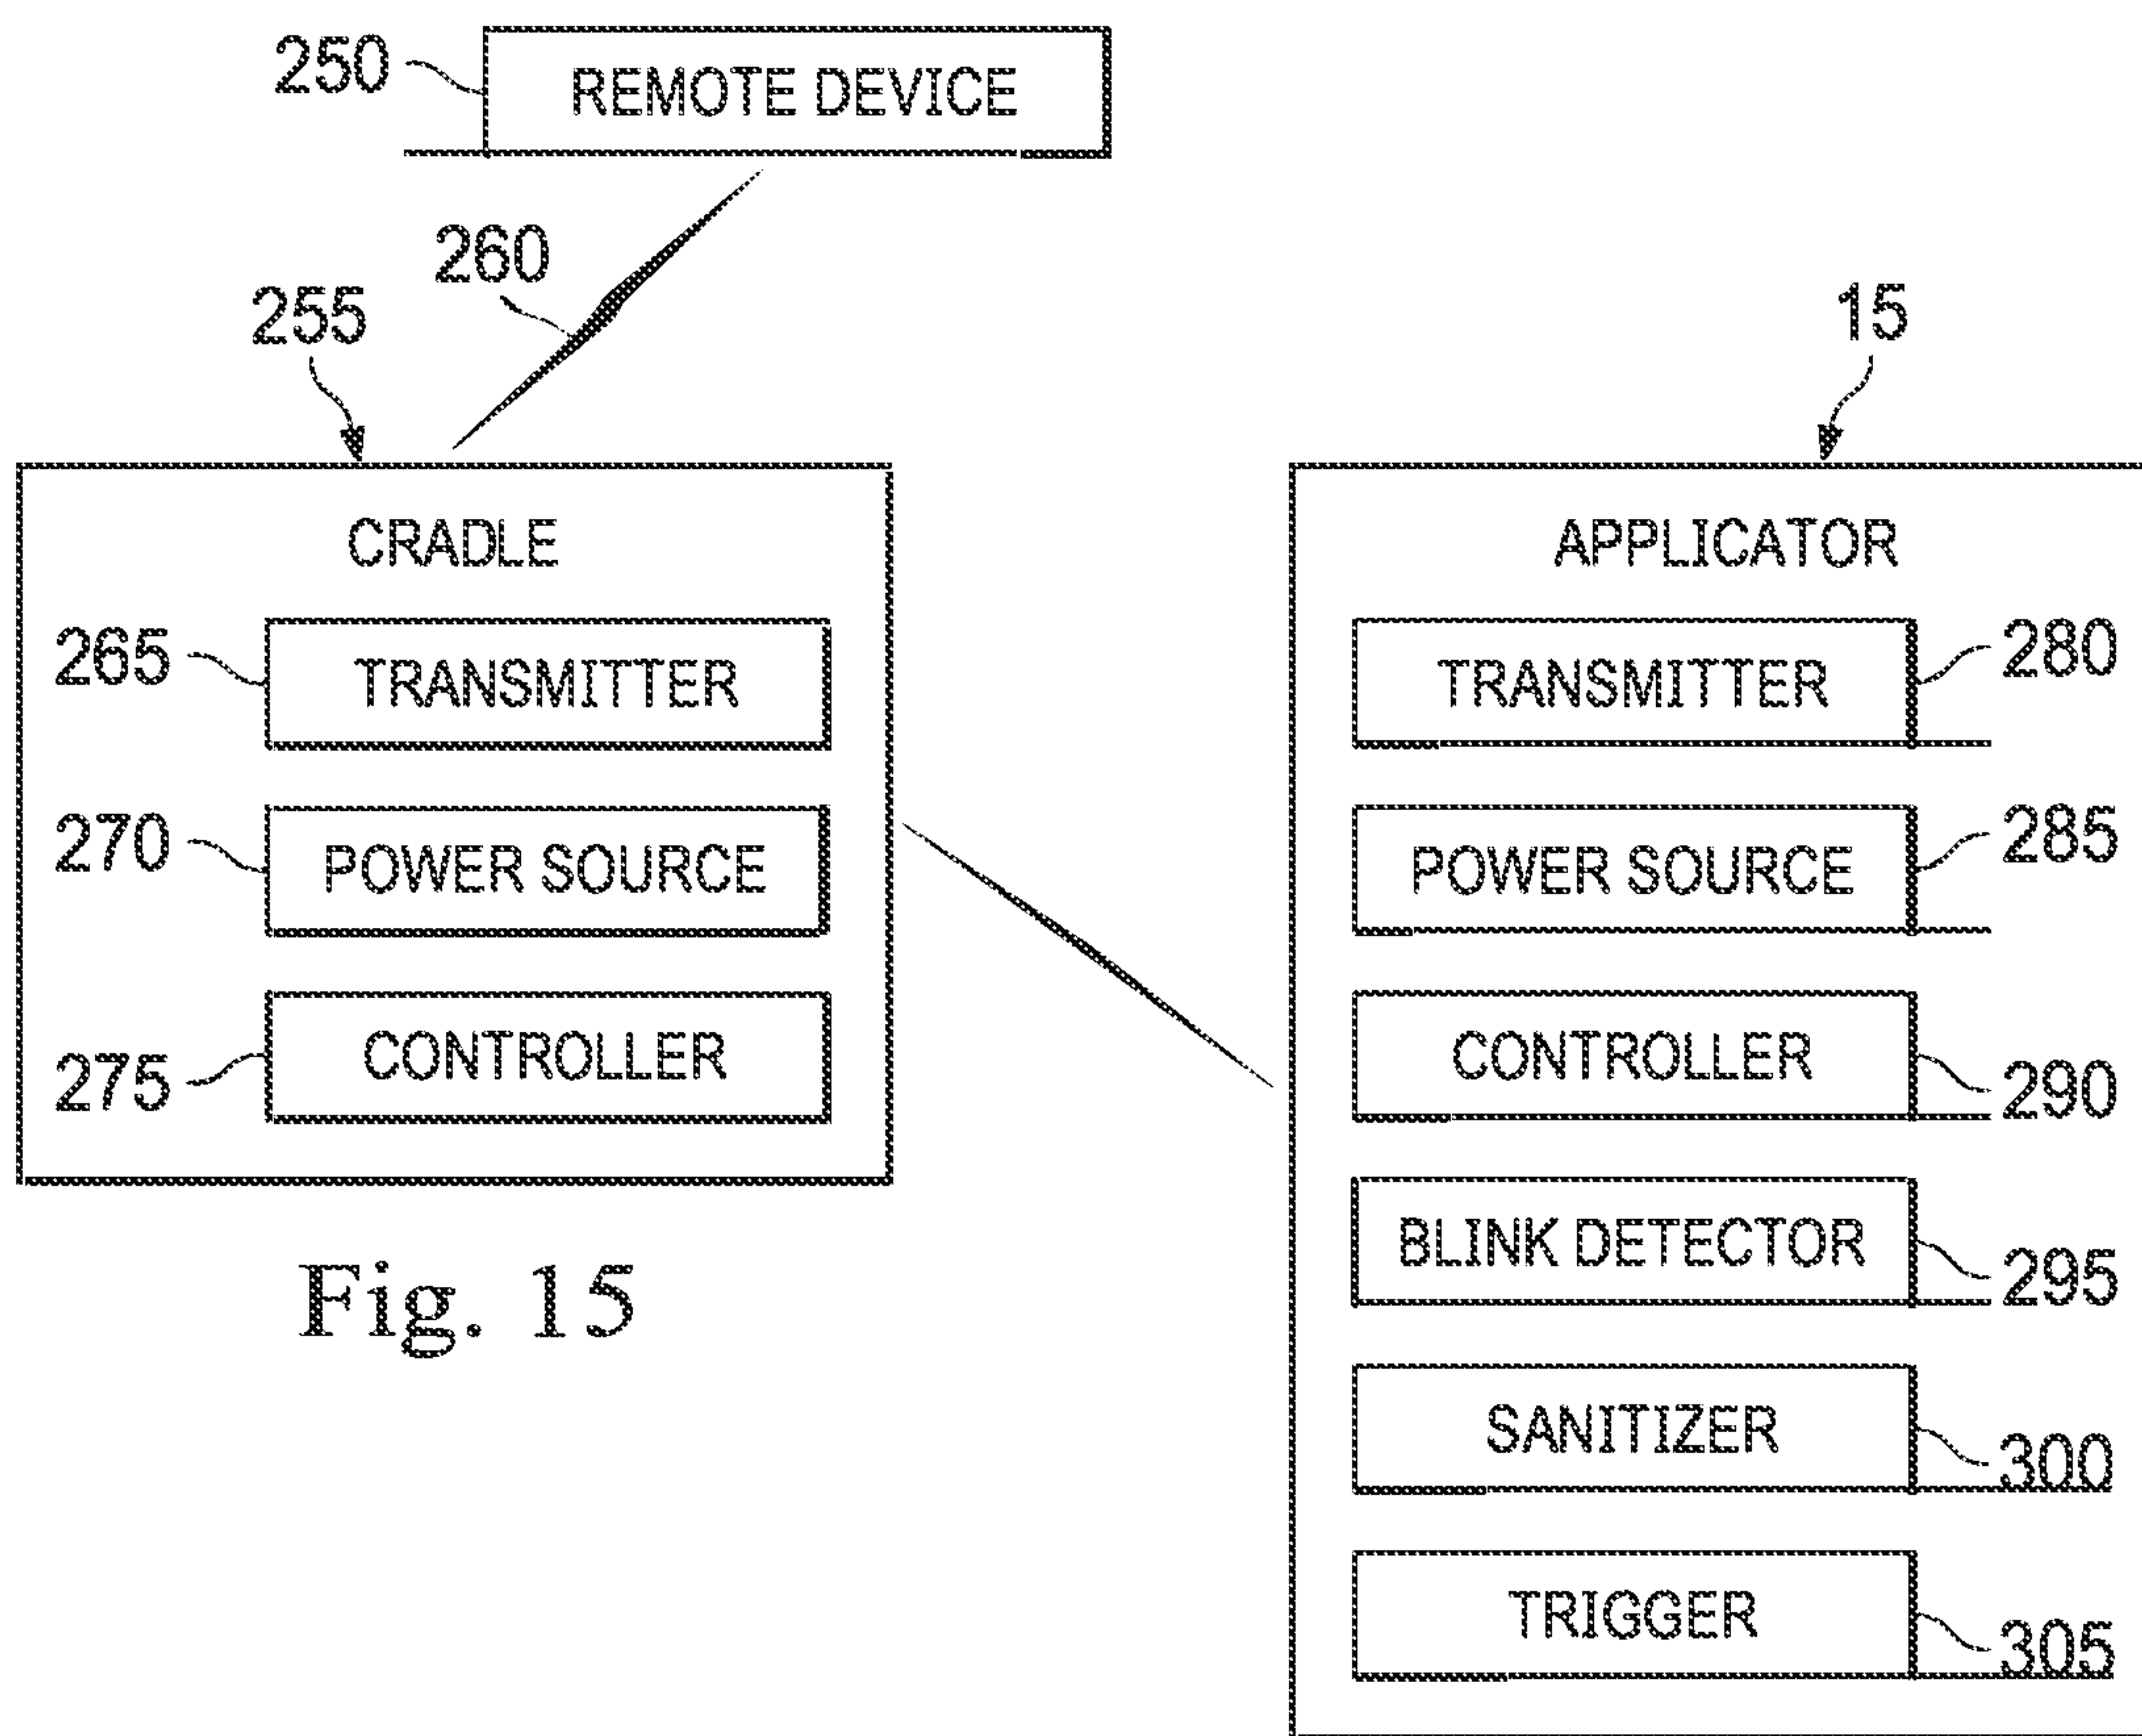 250 REMOTE DEVICE
260
255
15
CRADLE
APPLICATOR
265 TRANSMITTER
TRANSMITTER 280
270 POWER SOURCE
POWER SOURCE 285
275 CONTROLLER
CONTROLLER 290
BLINK DETECTOR 295
Fig. 15
SANITIZER 300
TRIGGER 305